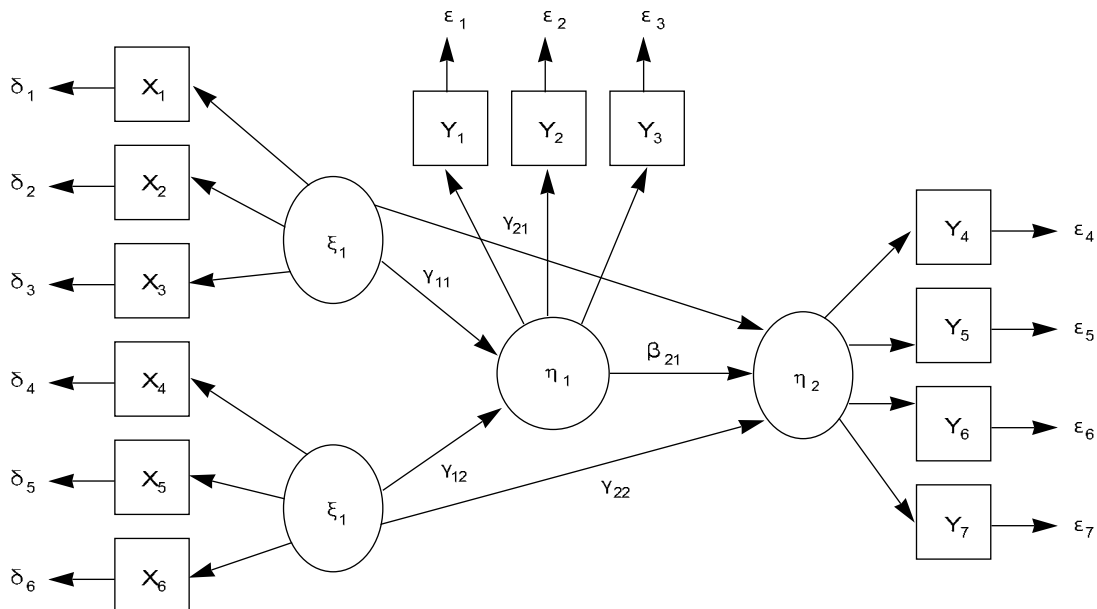 ε1 ε2 ε3
δ1 X1
Y1 Y2 Y3
δ2 X2
ξ1
γ21
Y4 ε4
δ3 X3
γ11
Y5 ε5
β21
δ4 X4
η1
η2
Y6 ε6
δ5 X5
γ12
γ22
ξ1
Y7 ε7
δ6 X6